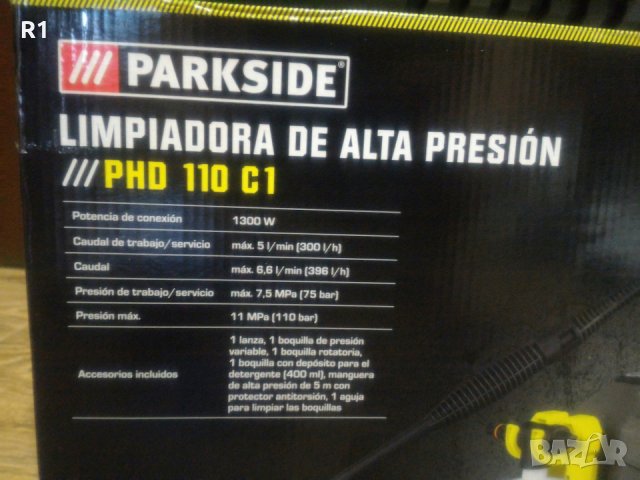 R1
PARKSIDE®
LIMPIADORA DE ALTA PRESIÓN
/// PHD 110 C1
Potencia de conexión 1300 W
Caudal de trabajo/servicio máx. 5 l/min (300 l/h)
Caudal máx. 6,6 l/min (396 l/h)
Presión de trabajo/servicio máx. 7,5 MPa (75 bar)
Presión máx. 11 MPa (110 bar)
Accesorios incluidos
1 lanza, 1 boquilla de presión
variable, 1 boquilla rotatoria,
1 boquilla con depósito para el
detergente (400 ml), manguera
de alta presión de 5 m con
protector antitorsión, 1 aguja
para limpiar las boquillas
BAZAR